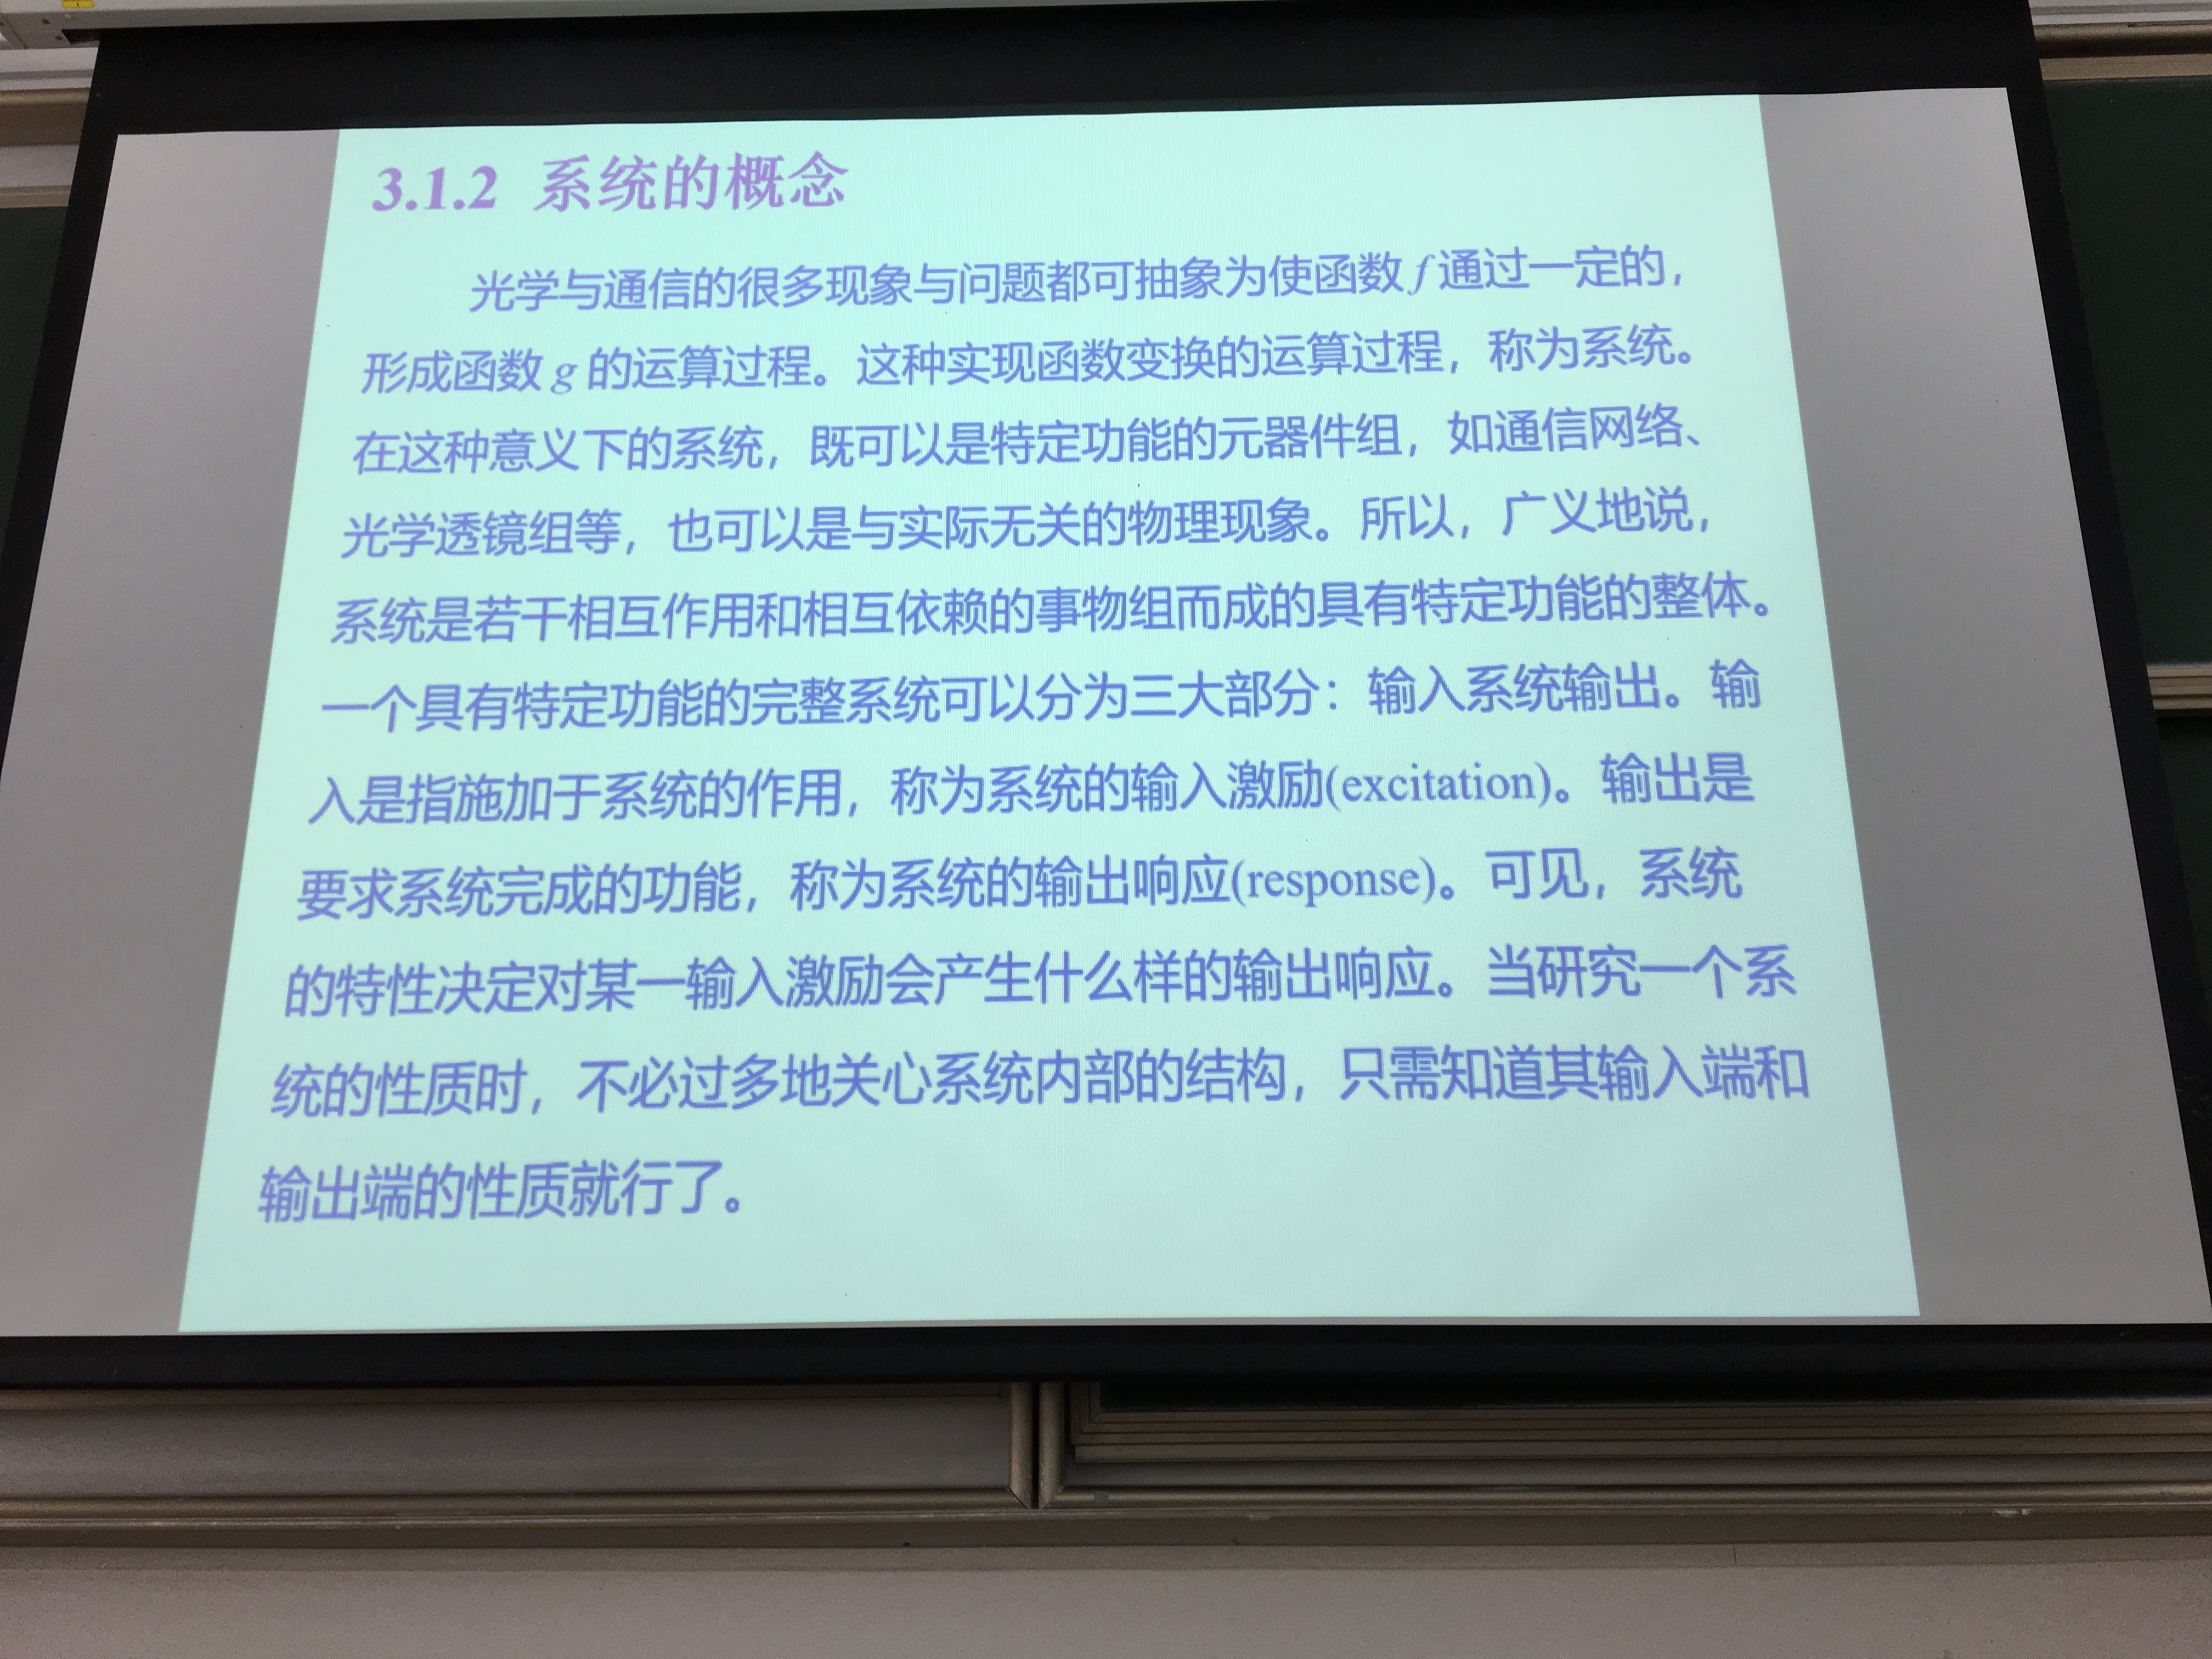 3.1.2 系统的概念
光学与通信的很多现象与问题都可抽象为使函数 f 通过一定的，
形成函数 g 的运算过程。这种实现函数变换的运算过程，称为系统。
在这种意义下的系统，既可以是特定功能的元器件组，如通信网络、
光学透镜组等，也可以是与实际无关的物理现象。所以，广义地说，
系统是若干相互作用和相互依赖的事物组而成的具有特定功能的整体。
一个具有特定功能的完整系统可以分为三大部分：输入系统输出。输
入是指施加于系统的作用，称为系统的输入激励(excitation)。输出是
要求系统完成的功能，称为系统的输出响应(response)。可见，系统
的特性决定对某一输入激励会产生什么样的输出响应。当研究一个系
统的性质时，不必过多地关心系统内部的结构，只需知道其输入端和
输出端的性质就行了。